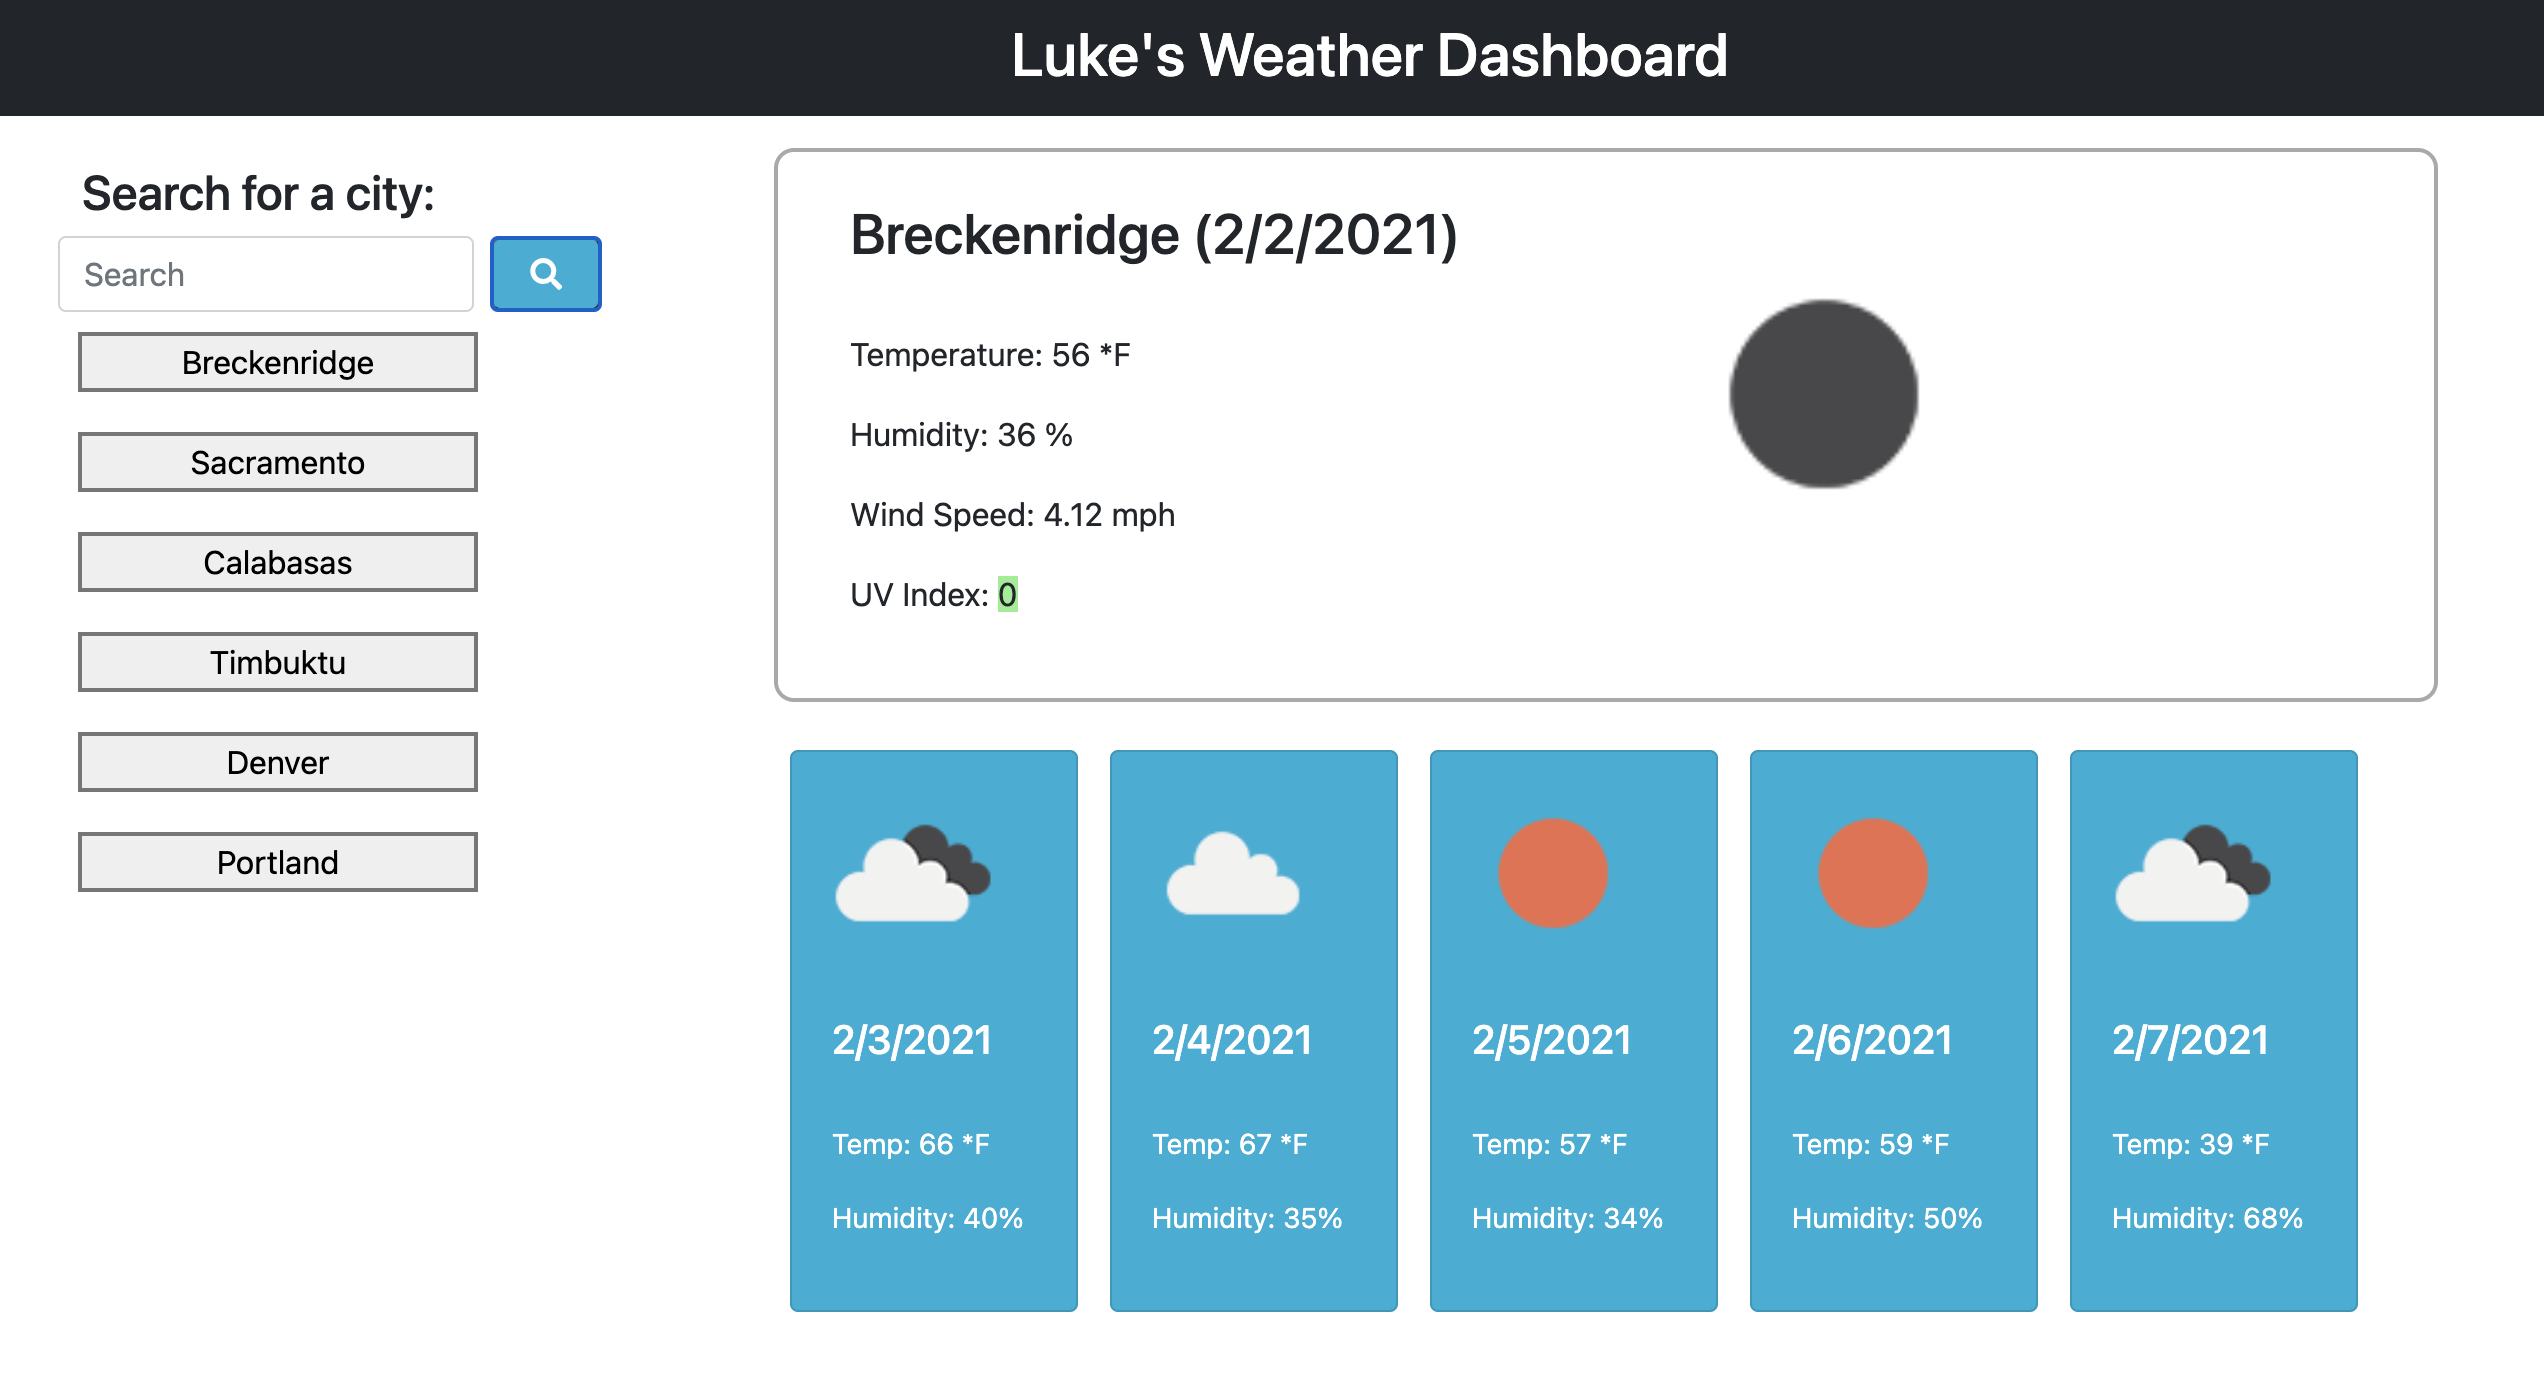 Luke's Weather Dashboard
Search for a city:
Search
Breckenridge
Sacramento
Calabasas
Timbuktu
Denver
Portland
Breckenridge (2/2/2021)
Temperature: 56 *F
Humidity: 36 %
Wind Speed: 4.12 mph
UV Index: 0
2/3/2021
Temp: 66 *F
Humidity: 40%
2/4/2021
Temp: 67 *F
Humidity: 35%
2/5/2021
Temp: 57 *F
Humidity: 34%
2/6/2021
Temp: 59 *F
Humidity: 50%
2/7/2021
Temp: 39 *F
Humidity: 68%